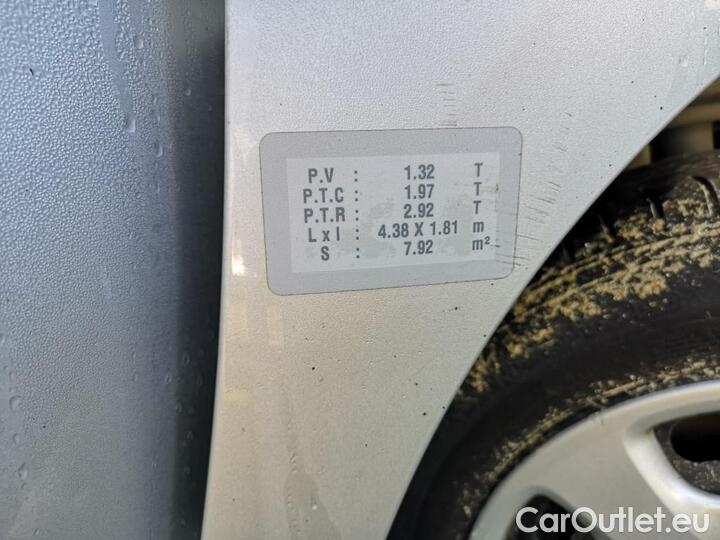 P.V : 1.32 T
P.T.C : 1.97 T
P.T.R : 2.92 T
L x l : 4.38 X 1.81 m
S : 7.92 m²
CarOutlet.eu